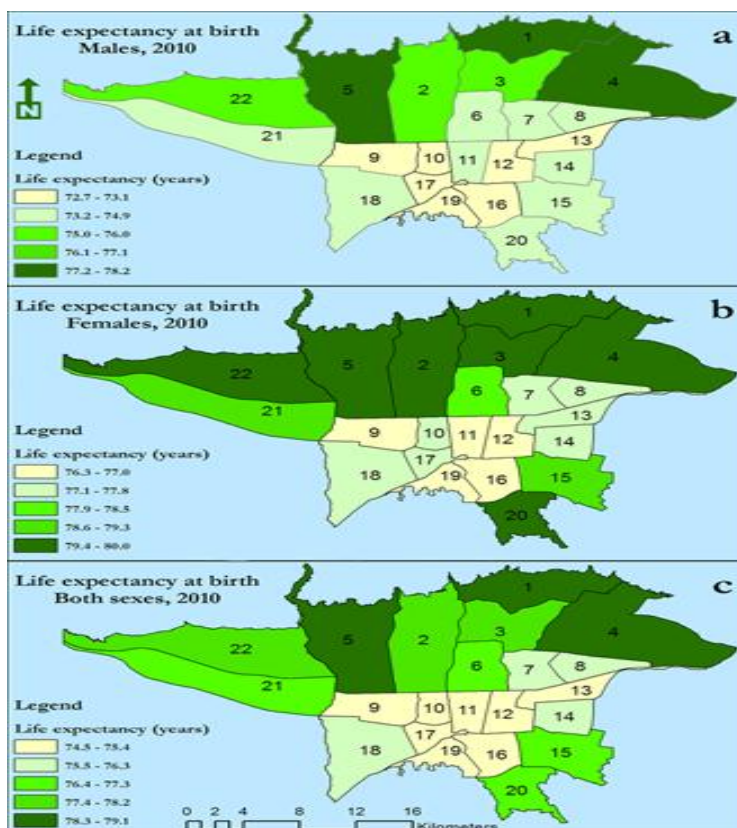 Life expectancy at birth
Males, 2010
a
N
Legend
Life expectancy (years)
72.7 - 73.1
73.2 - 74.9
75.0 - 76.0
76.1 - 77.1
77.2 - 78.2
1
2
3
4
5
6
7
8
9
10
11
12
13
14
15
16
17
18
19
20
21
22
Life expectancy at birth
Females, 2010
b
Legend
Life expectancy (years)
76.3 - 77.0
77.1 - 77.8
77.9 - 78.5
78.6 - 79.3
79.4 - 80.0
1
2
3
4
5
6
7
8
9
10
11
12
13
14
15
16
17
18
19
20
21
22
Life expectancy at birth
Both sexes, 2010
c
Legend
Life expectancy (years)
74.5 - 75.4
75.5 - 76.3
76.4 - 77.3
77.4 - 78.2
78.3 - 79.1
1
2
3
4
5
6
7
8
9
10
11
12
13
14
15
16
17
18
19
20
21
22
0 2 4 8 12 16
Kilometers